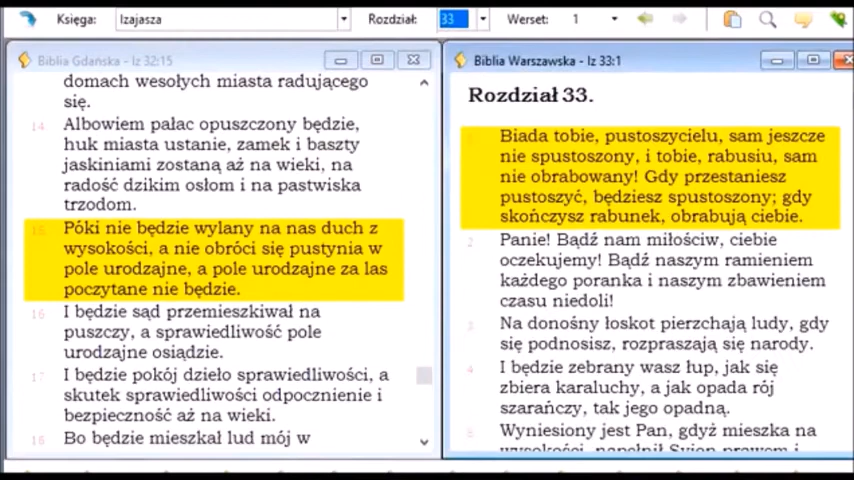 Księga: Izajasza Rozdział: 33 Werset: 1
Biblia Gdańska - Iz 32:15
domach wesołych miasta radującego
się.
14 Albowiem pałac opuszczony będzie,
huk miasta ustanie, zamek i baszty
jaskiniami zostaną aż na wieki, na
radość dzikim osłom i na pastwiska
trzodom.
15 Póki nie będzie wylany na nas duch z
wysokości, a nie obróci się pustynia w
pole urodzajne, a pole urodzajne za las
poczytane nie będzie.
16 I będzie sąd przemieszkiwał na
puszczy, a sprawiedliwość pole
urodzajne osiądzie.
17 I będzie pokój dzieło sprawiedliwości, a
skutek sprawiedliwości odpocznienie i
bezpieczność aż na wieki.
18 Bo będzie mieszkał lud mój w
Biblia Warszawska - Iz 33:1
Rozdział 33.
1 Biada tobie, pustoszycielu, sam jeszcze
nie spustoszony, i tobie, rabusiu, sam
nie obrabowany! Gdy przestaniesz
pustoszyć, będziesz spustoszony; gdy
skończysz rabunek, obrabują ciebie.
2 Panie! Bądź nam miłościw, ciebie
oczekujemy! Bądź naszym ramieniem
każdego poranka i naszym zbawieniem
czasu niedoli!
3 Na donośny łoskot pierzchają ludy, gdy
się podnosisz, rozpraszają się narody.
4 I będzie zebrany wasz łup, jak się
zbiera karaluchy, a jak opada rój
szarańczy, tak jego opadną.
5 Wyniesiony jest Pan, gdyż mieszka na
wysokości, napełnił Syjon prawem i